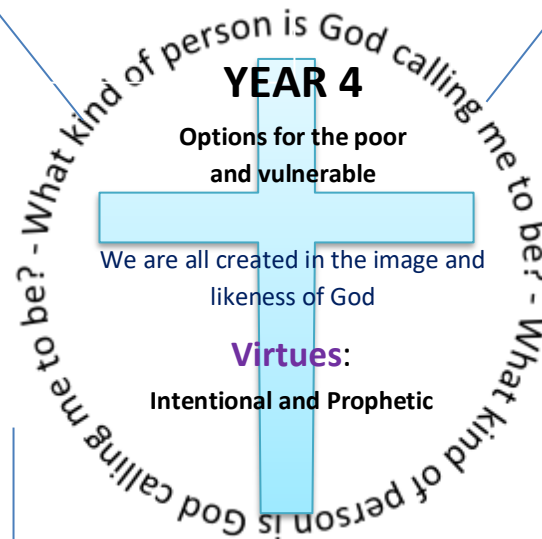 What kind of person is God calling me to be? - What kind of person is God calling me to be? -
YEAR 4
Options for the poor
and vulnerable
We are all created in the image and
likeness of God
Virtues:
Intentional and Prophetic